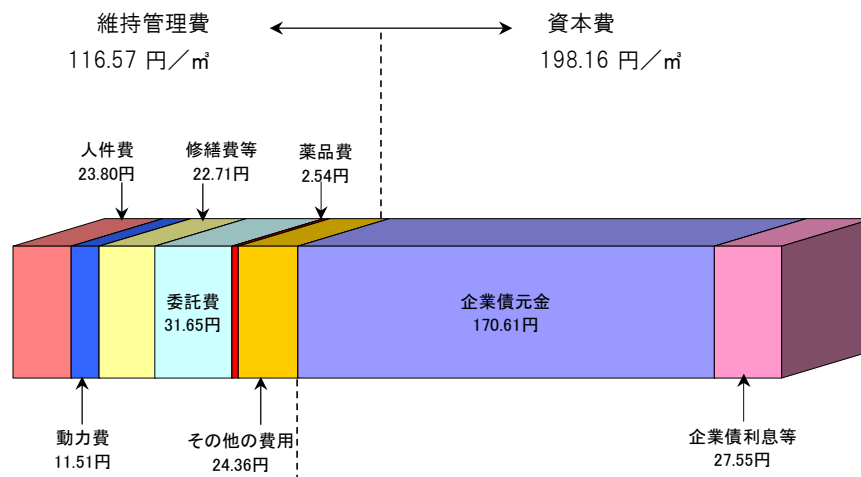 維持管理費
116.57 円／㎥
資本費
198.16 円／㎥
人件費
23.80円
修繕費等
22.71円
薬品費
2.54円
委託費
31.65円
企業債元金
170.61円
動力費
11.51円
その他の費用
24.36円
企業債利息等
27.55円